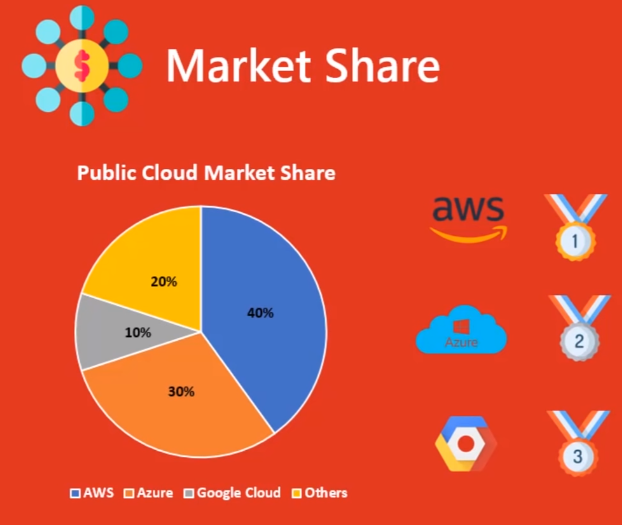 $
Market Share
Public Cloud Market Share
20%
40%
10%
30%
AWS Azure Google Cloud Others
aws
1
Azure
2
3